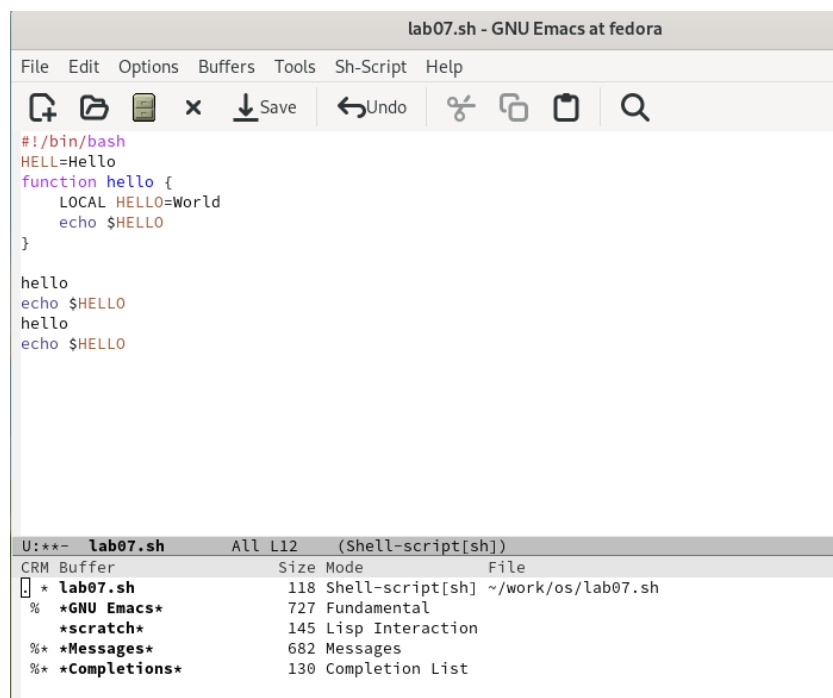 lab07.sh - GNU Emacs at fedora
File Edit Options Buffers Tools Sh-Script Help
Save Undo
#!/bin/bash
HELL=Hello
function hello {
    LOCAL HELLO=World
    echo $HELLO
}
hello
echo $HELLO
hello
echo $HELLO
U:**-  lab07.sh       All L12    (Shell-script[sh])
CRM Buffer                 Size Mode             File
. * lab07.sh                118 Shell-script[sh] ~/work/os/lab07.sh
 %  *GNU Emacs*             727 Fundamental
    *scratch*               145 Lisp Interaction
 %* *Messages*              682 Messages
 %* *Completions*           130 Completion List